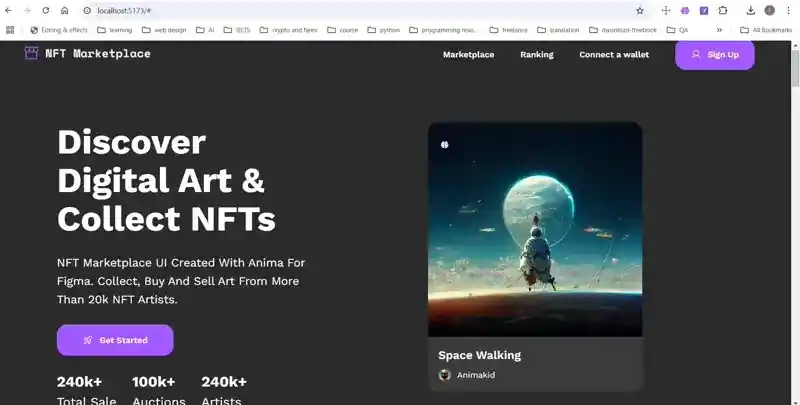 localhost:5173/#
Editing & effects
learning
web design
AI
IELTS
crypto and fares
course
python
programming reso...
freelance
translation
dwonload-freebook
QA
»
All Bookmarks
NFT Marketplace
Marketplace
Ranking
Connect a wallet
Sign Up
Discover
Digital Art &
Collect NFTs
NFT Marketplace UI Created With Anima For
Figma. Collect, Buy And Sell Art From More
Than 20k NFT Artists.
Get Started
Space Walking
Animakid
240k+
100k+
240k+
Total Sale
Auctions
Artists